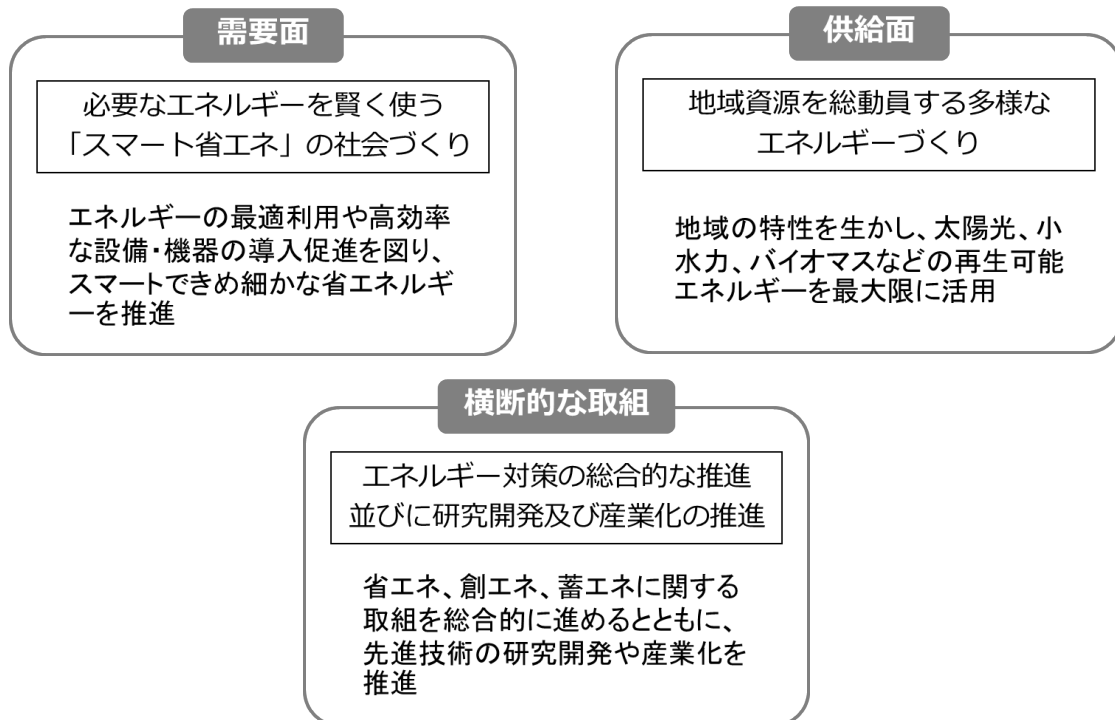 需要面
必要なエネルギーを賢く使う
「スマート省エネ」の社会づくり
エネルギーの最適利用や高効率
な設備・機器の導入促進を図り、
スマートできめ細かな省エネルギ
ーを推進
供給面
地域資源を総動員する多様な
エネルギーづくり
地域の特性を生かし、太陽光、小
水力、バイオマスなどの再生可能
エネルギーを最大限に活用
横断的な取組
エネルギー対策の総合的な推進
並びに研究開発及び産業化の推進
省エネ、創エネ、蓄エネに関する
取組を総合的に進めるとともに、
先進技術の研究開発や産業化を
推進